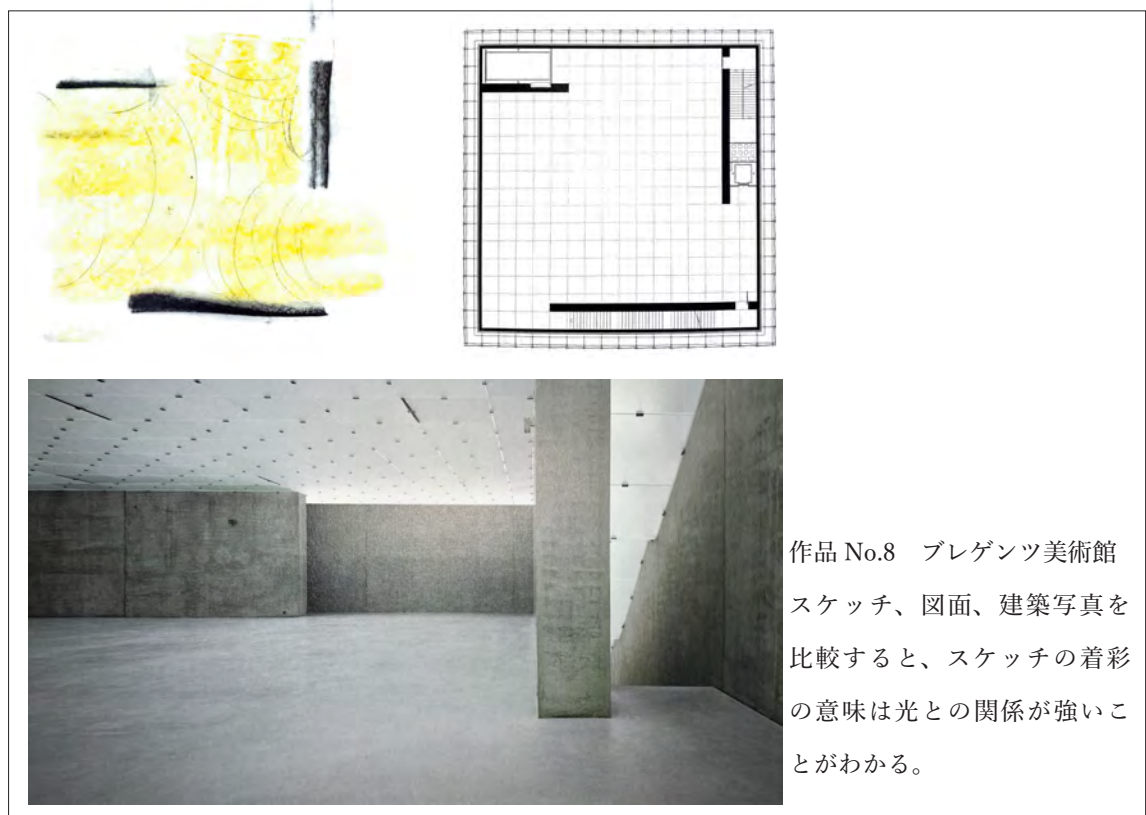 作品 No.8　ブレゲンツ美術館
スケッチ、図面、建築写真を
比較すると、スケッチの着彩
の意味は光との関係が強いこ
とがわかる。